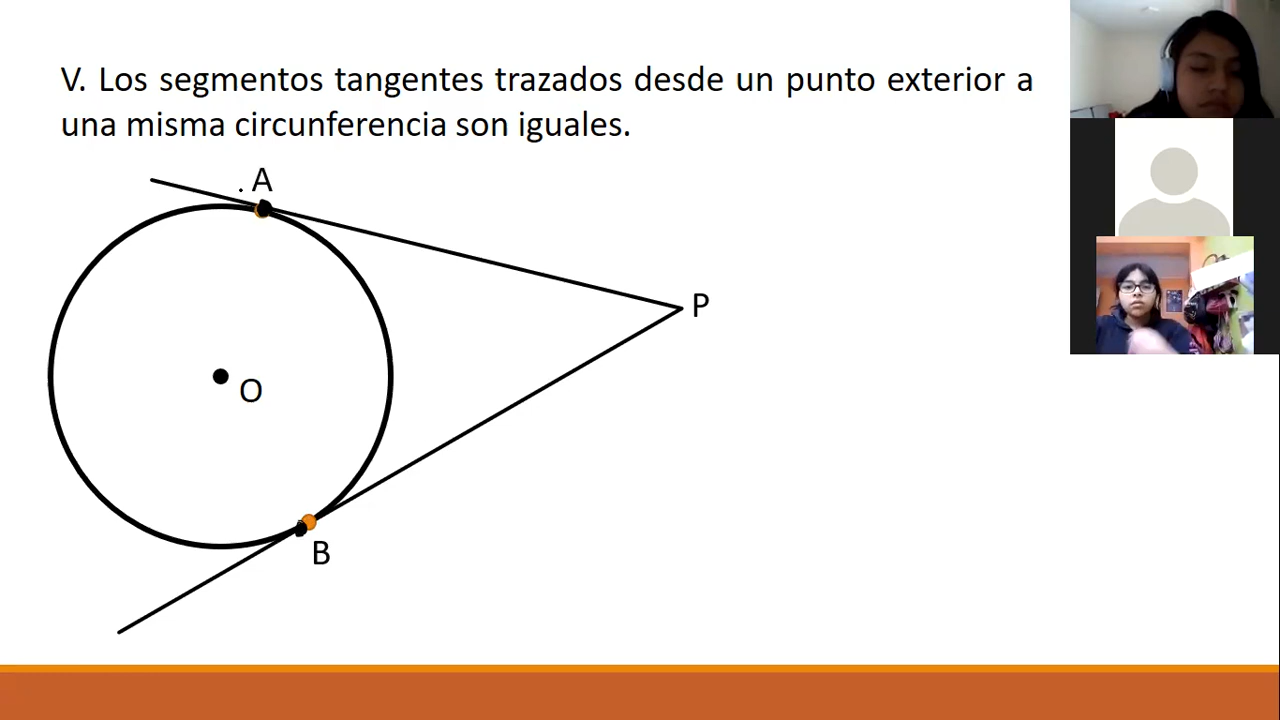 V. Los segmentos tangentes trazados desde un punto exterior a
una misma circunferencia son iguales.
. A
P
O
B